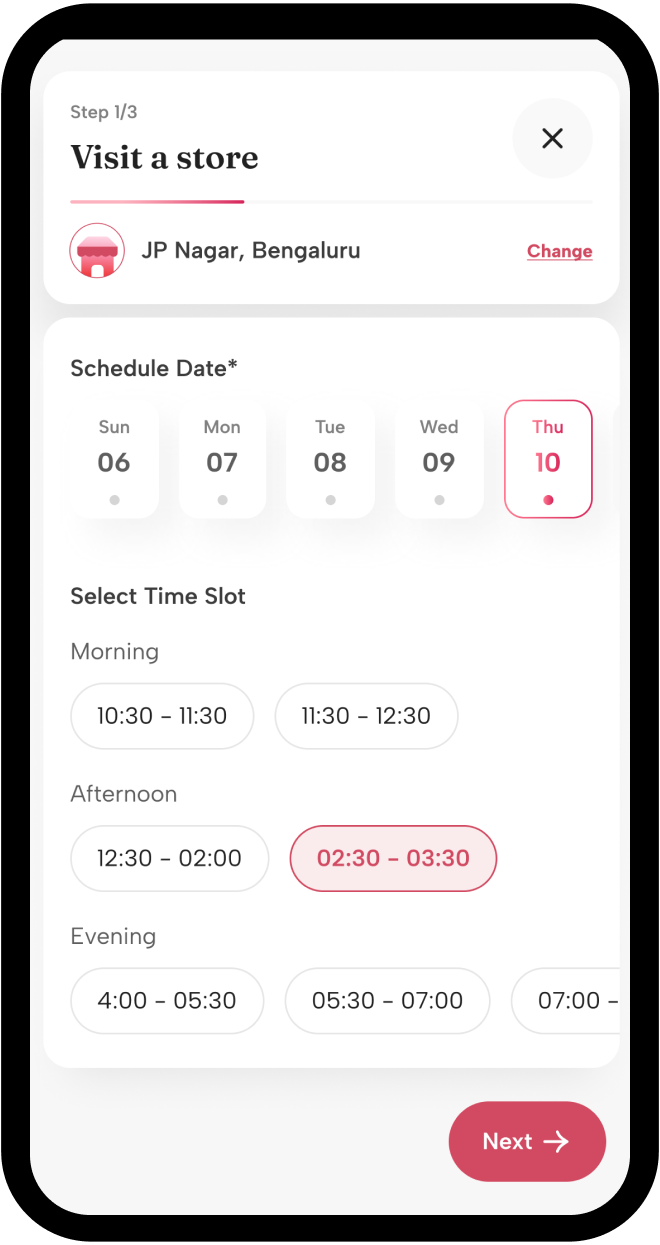 Step 1/3
Visit a store
JP Nagar, Bengaluru Change
Schedule Date*
Sun Mon Tue Wed Thu
06 07 08 09 10
Select Time Slot
Morning
10:30 – 11:30 11:30 – 12:30
Afternoon
12:30 – 02:00 02:30 – 03:30
Evening
4:00 – 05:30 05:30 – 07:00 07:00 –
Next